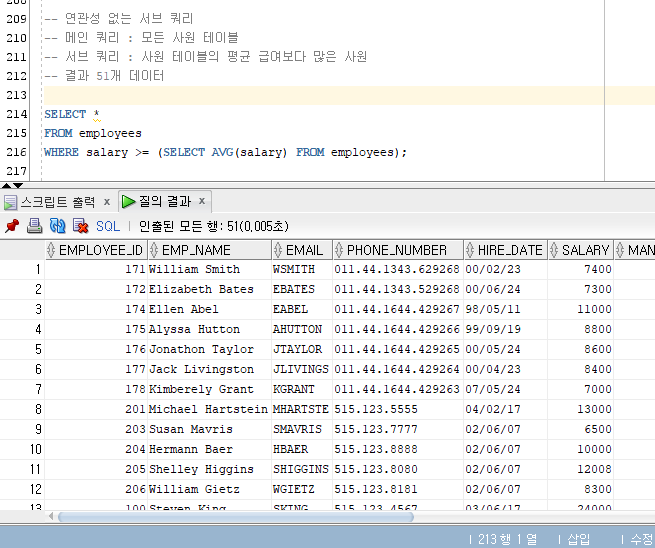 209 -- 연관성 없는 서브 쿼리
210 -- 메인 쿼리 : 모든 사원 테이블
211 -- 서브 쿼리 : 사원 테이블의 평균 급여보다 많은 사원
212 -- 결과 51개 데이터
213
214 SELECT *
215 FROM employees
216 WHERE salary >= (SELECT AVG(salary) FROM employees);
217
스크립트 출력 x 질의 결과 x
SQL | 인출된 모든 행: 51(0,005초)
EMPLOYEE_ID EMP_NAME EMAIL PHONE_NUMBER HIRE_DATE SALARY MAN
1 171 William Smith WSMITH 011.44.1343.629268 00/02/23 7400
2 172 Elizabeth Bates EBATES 011.44.1343.529268 00/06/24 7300
3 174 Ellen Abel EABEL 011.44.1644.429267 98/05/11 11000
4 175 Alyssa Hutton AHUTTON 011.44.1644.429266 99/09/19 8800
5 176 Jonathon Taylor JTAYLOR 011.44.1644.429265 00/05/24 8600
6 177 Jack Livingston JLIVINGS 011.44.1644.429264 00/04/23 8400
7 178 Kimberely Grant KGRANT 011.44.1644.429263 07/05/24 7000
8 201 Michael Hartstein MHARTSTE 515.123.5555 04/02/17 13000
9 203 Susan Mavris SMAVRIS 515.123.7777 02/06/07 6500
10 204 Hermann Baer HBAER 515.123.8888 02/06/07 10000
11 205 Shelley Higgins SHIGGINS 515.123.8080 02/06/07 12008
12 206 William Gietz WGIETZ 515.123.8181 02/06/07 8300
13 100 Steven King SKING 515.123.4567 03/06/17 24000
| 213 행 1 열 | 삽입 | 수정